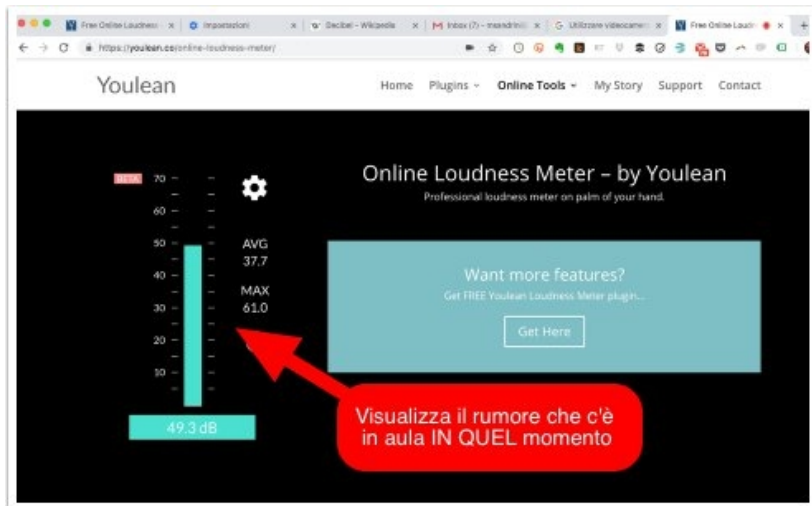 Free Online Loudness
Impostazioni
Decibel – Wikipedia
Inbox (7)
Utilizzare videocamer
Free Online Loudn
https://youlean.co/online-loudness-meter/
Youlean
Home Plugins Online Tools My Story Support Contact
BETA
70
60
50
40
30
20
10
AVG
37.7
MAX
61.0
49.3 dB
Online Loudness Meter – by Youlean
Professional loudness meter on palm of your hand.
Want more features?
Get FREE Youlean Loudness Meter plugin...
Get Here
Visualizza il rumore che c'è
in aula IN QUEL momento